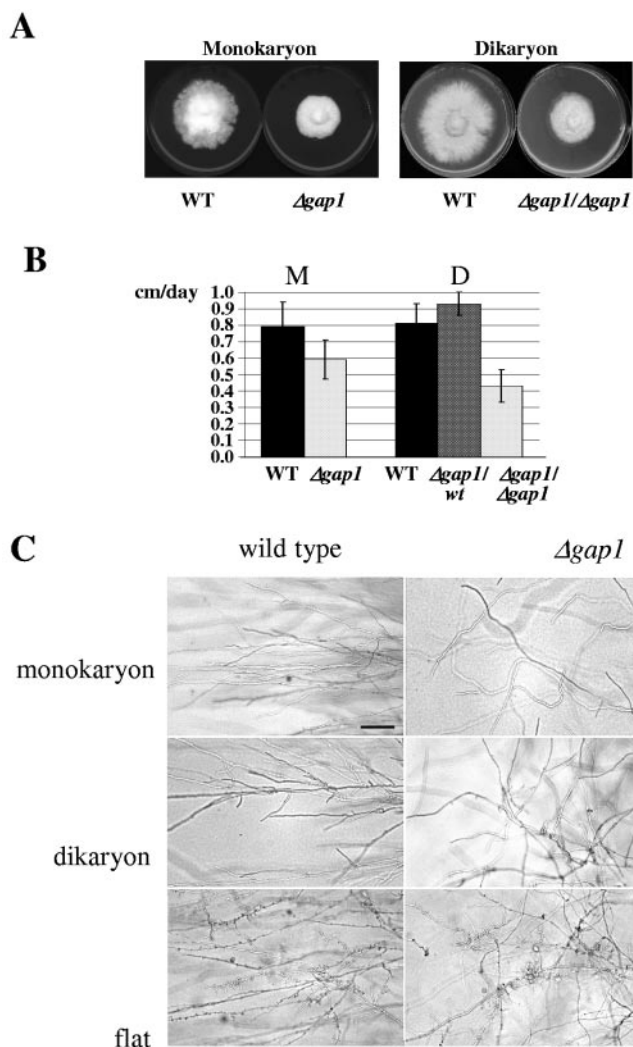 A
Monokaryon
Dikaryon
WT
Δgap1
WT
Δgap1/Δgap1
B
cm/day
M
D
1.0
0.9
0.8
0.7
0.6
0.5
0.4
0.3
0.2
0.1
0.0
WT
Δgap1
WT
Δgap1/
wt
Δgap1/
Δgap1
C
wild type
Δgap1
monokaryon
dikaryon
flat